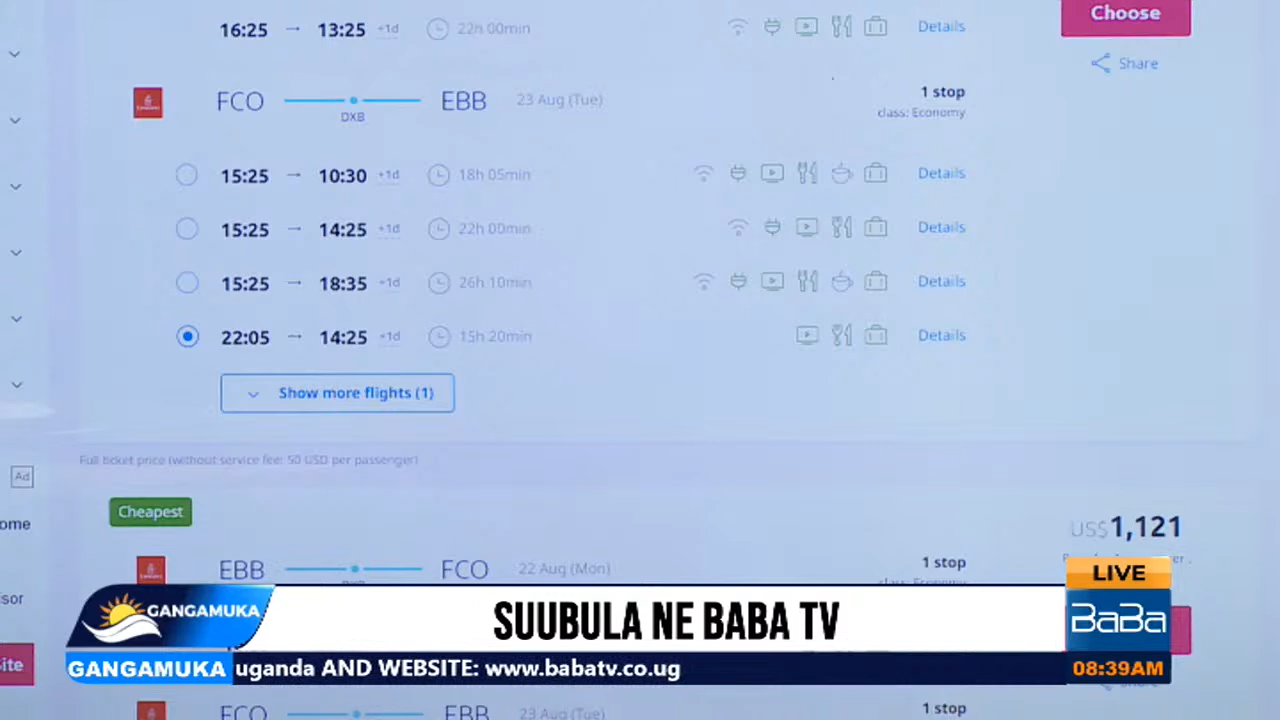 16:25 → 13:25 +1d 22h 00min Details
Choose
Share
FCO DXB EBB 23 Aug (Tue) 1 stop
class: Economy
15:25 → 10:30 +1d 18h 05min Details
15:25 → 14:25 +1d 22h 00min Details
15:25 → 18:35 +1d 26h 10min Details
22:05 → 14:25 +1d 15h 20min Details
Show more flights (1)
Full ticket price (without service fee: 50 USD per passenger)
Ad
Cheapest
US$1,121
EBB FCO 22 Aug (Mon) 1 stop
LIVE
GANGAMUKA
SUUBULA NE BABA TV
BaBa
GANGAMUKA uganda AND WEBSITE: www.babatv.co.ug
08:39AM
FCO EBB 23 Aug (Tue) 1 stop